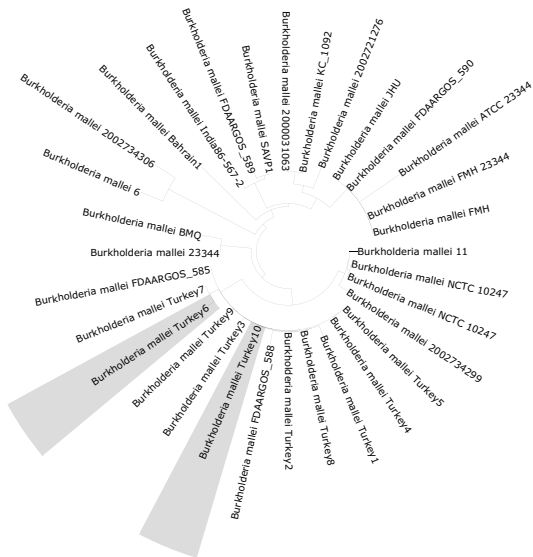 Burkholderia mallei 2000031063
Burkholderia mallei KC_1092
Burkholderia mallei 2002721276
Burkholderia mallei JHU
Burkholderia mallei FDAARGOS_590
Burkholderia mallei ATCC 23344
Burkholderia mallei FMH 23344
Burkholderia mallei FMH
Burkholderia mallei 11
Burkholderia mallei NCTC 10247
Burkholderia mallei NCTC 10247
Burkholderia mallei 2002734299
Burkholderia mallei Turkey5
Burkholderia mallei Turkey4
Burkholderia mallei Turkey1
Burkholderia mallei Turkey8
Burkholderia mallei Turkey2
Burkholderia mallei FDAARGOS_588
Burkholderia mallei Turkey10
Burkholderia mallei Turkey3
Burkholderia mallei Turkey9
Burkholderia mallei Turkey6
Burkholderia mallei Turkey7
Burkholderia mallei FDAARGOS_585
Burkholderia mallei 23344
Burkholderia mallei BMQ
Burkholderia mallei 6
Burkholderia mallei 2002734306
Burkholderia mallei Bahrain1
Burkholderia mallei India86-567-2
Burkholderia mallei FDAARGOS_589
Burkholderia mallei SAVP1